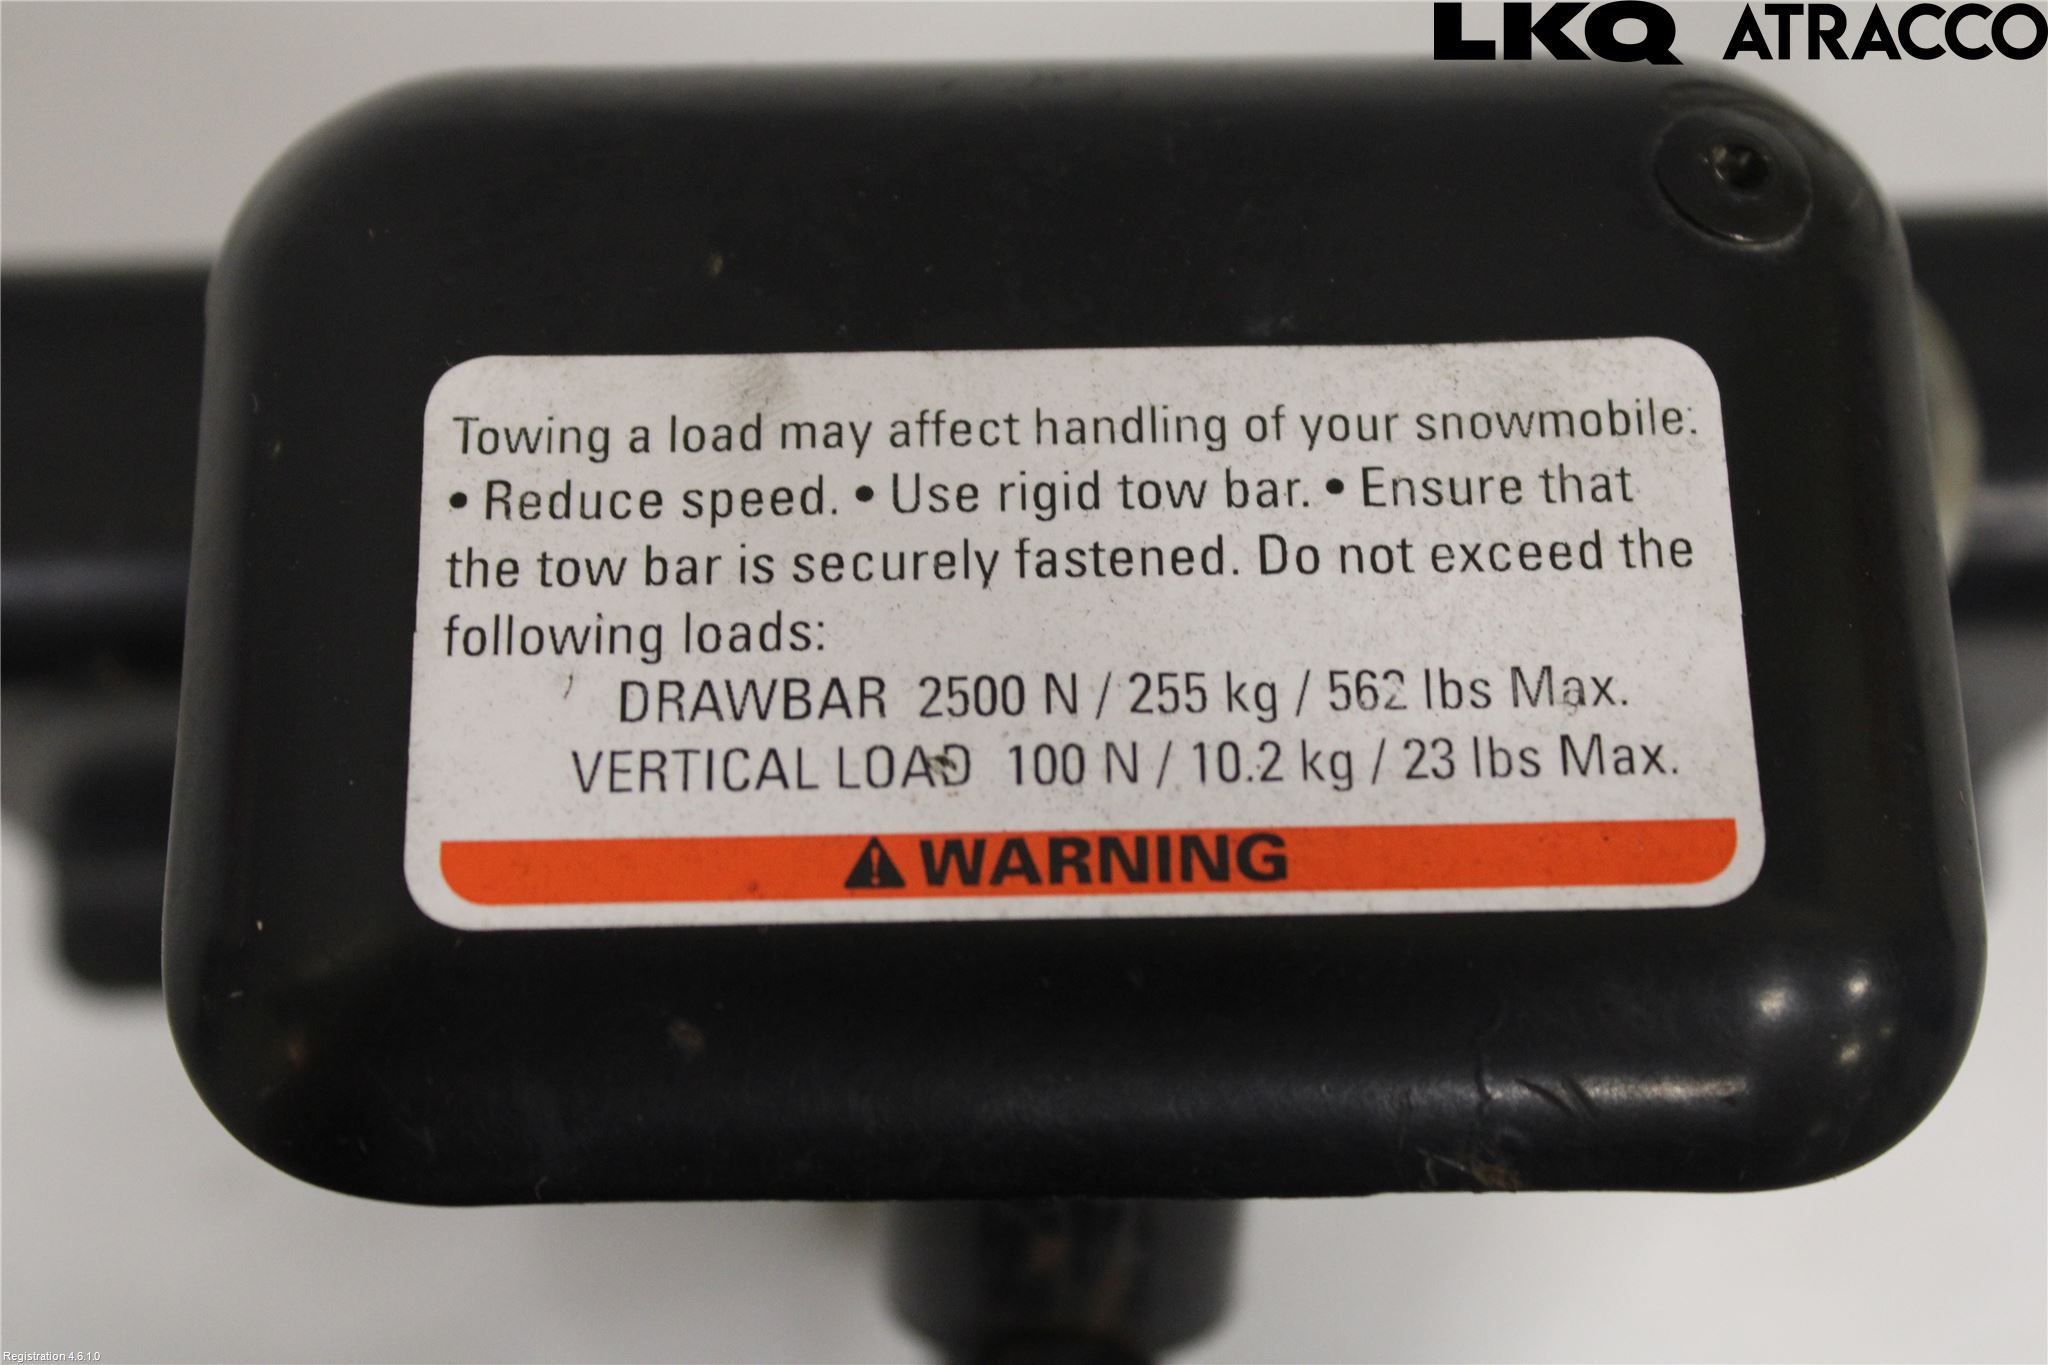 LKQ ATRACCO
Towing a load may affect handling of your snowmobile:
• Reduce speed. • Use rigid tow bar. • Ensure that
the tow bar is securely fastened. Do not exceed the
following loads:
DRAWBAR 2500 N / 255 kg / 562 lbs Max.
VERTICAL LOAD 100 N / 10.2 kg / 23 lbs Max.
WARNING
Registration 4.6.1.0